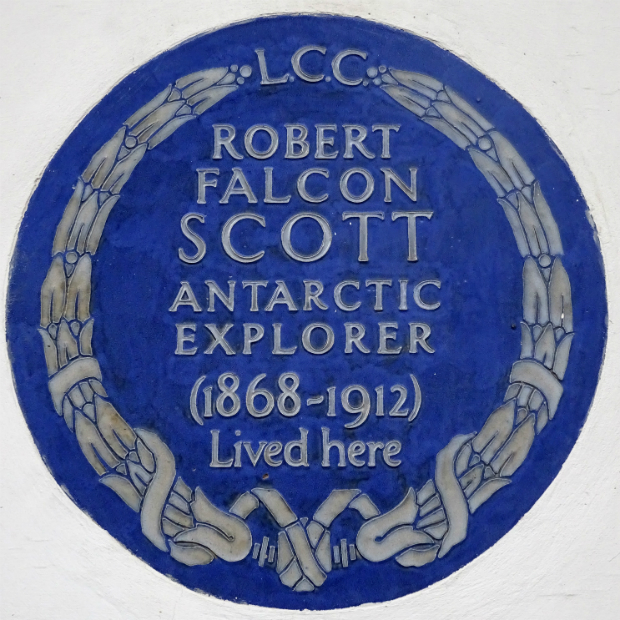 L.C.C.
ROBERT
FALCON
SCOTT
ANTARCTIC
EXPLORER
(1868-1912)
Lived here